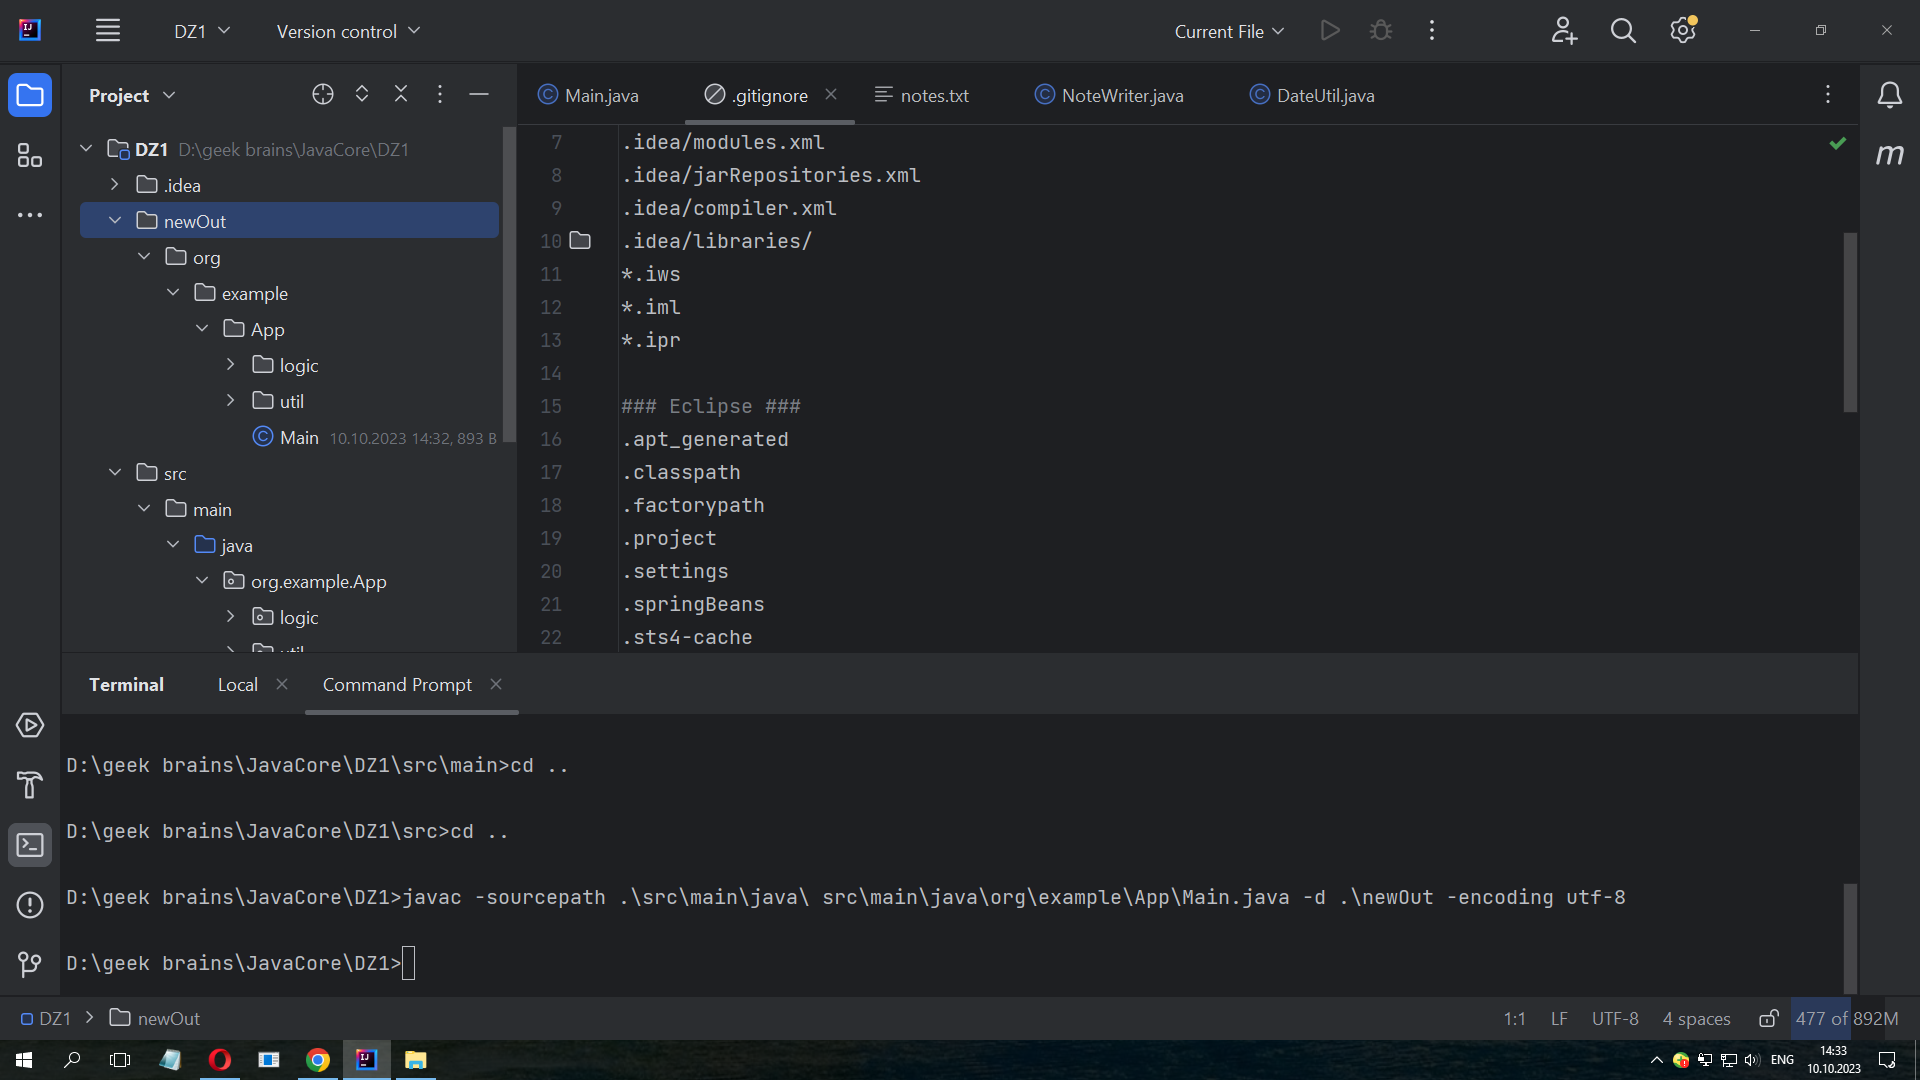 DZ1
Version control
Current File
Project
Main.java
.gitignore
notes.txt
NoteWriter.java
DateUtil.java
DZ1 D:\geek brains\JavaCore\DZ1
.idea
newOut
org
example
App
logic
util
Main 10.10.2023 14:32, 893 B
src
main
java
org.example.App
logic
util
7 .idea/modules.xml
8 .idea/jarRepositories.xml
9 .idea/compiler.xml
10 .idea/libraries/
11 *.iws
12 *.iml
13 *.ipr
14
15 ### Eclipse ###
16 .apt_generated
17 .classpath
18 .factorypath
19 .project
20 .settings
21 .springBeans
22 .sts4-cache
m
Terminal
Local
Command Prompt
D:\geek brains\JavaCore\DZ1\src\main>cd ..
D:\geek brains\JavaCore\DZ1\src>cd ..
D:\geek brains\JavaCore\DZ1>javac -sourcepath .\src\main\java\ src\main\java\org\example\App\Main.java -d .\newOut -encoding utf-8
D:\geek brains\JavaCore\DZ1>
DZ1 > newOut
1:1 LF UTF-8 4 spaces 477 of 892M
ENG
14:33
10.10.2023